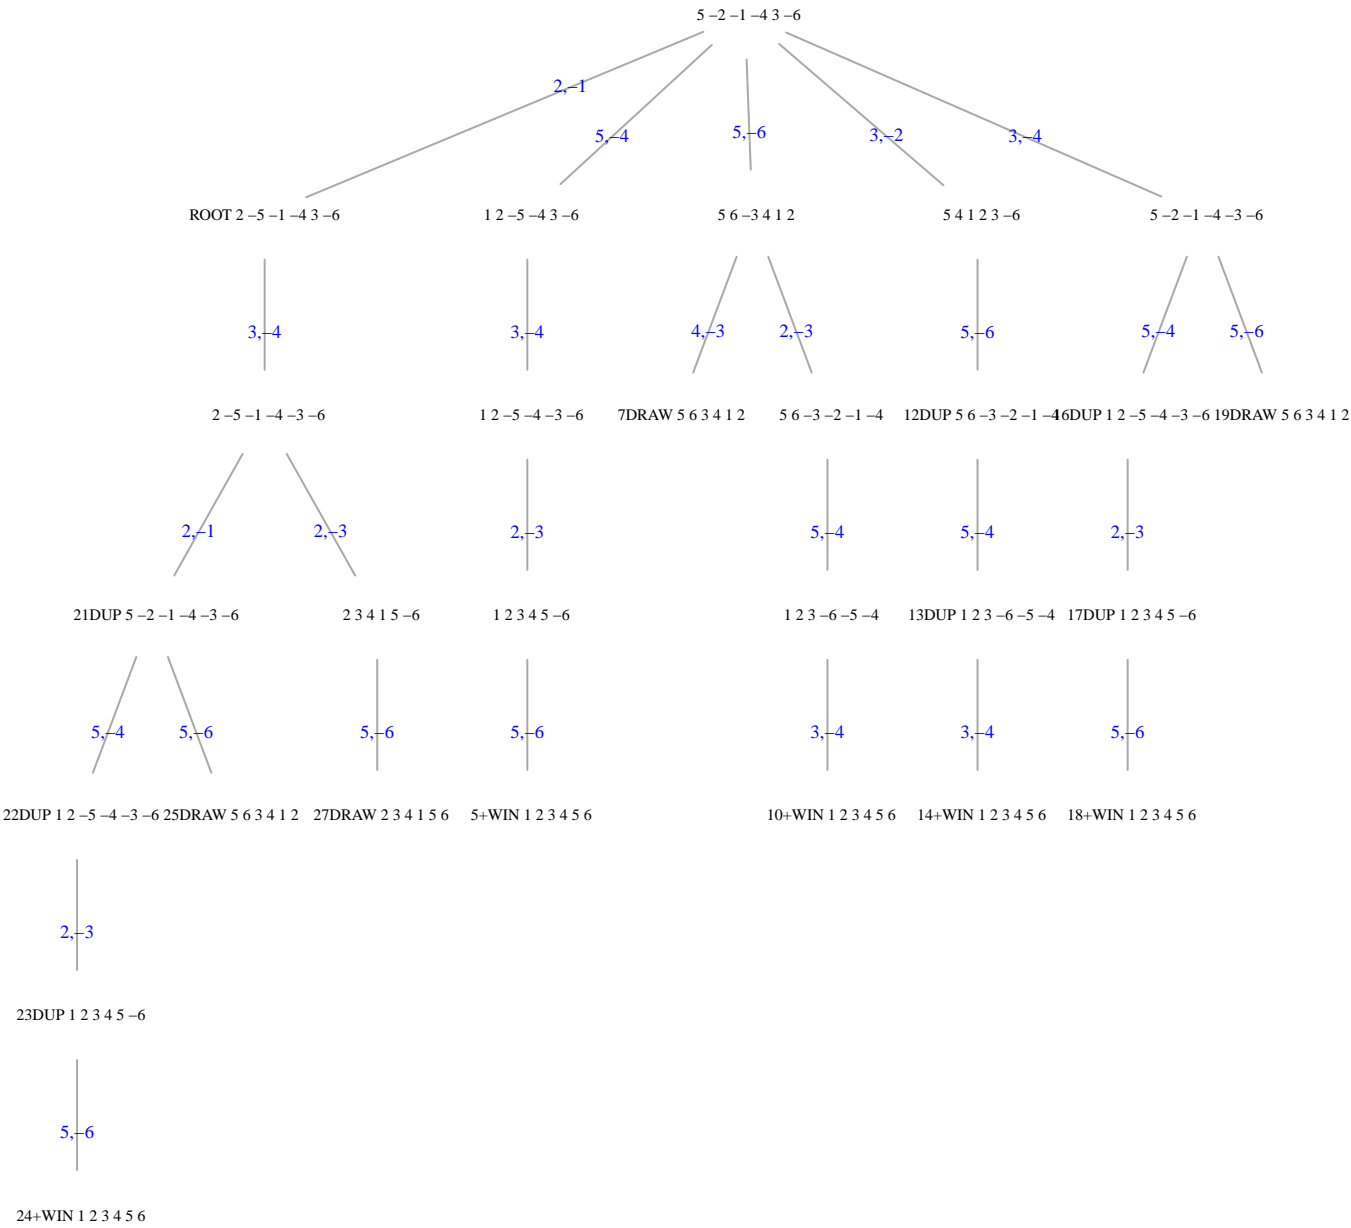 5 –2 –1 –4 3 –6
2,–1
5,–4
5,–6
3,–2
3,–4
ROOT 2 –5 –1 –4 3 –6
1 2 –5 –4 3 –6
5 6 –3 4 1 2
5 4 1 2 3 –6
5 –2 –1 –4 –3 –6
3,–4
3,–4
4,–3
2,–3
5,–6
5,–4
5,–6
2 –5 –1 –4 –3 –6
1 2 –5 –4 –3 –6
7DRAW 5 6 3 4 1 2
5 6 –3 –2 –1 –4
12DUP 5 6 –3 –2 –1 –4
16DUP 1 2 –5 –4 –3 –6
19DRAW 5 6 3 4 1 2
2,–1
2,–3
2,–3
5,–4
5,–4
2,–3
21DUP 5 –2 –1 –4 –3 –6
2 3 4 1 5 –6
1 2 3 4 5 –6
1 2 3 –6 –5 –4
13DUP 1 2 3 –6 –5 –4
17DUP 1 2 3 4 5 –6
5,–4
5,–6
5,–6
5,–6
3,–4
3,–4
5,–6
22DUP 1 2 –5 –4 –3 –6
25DRAW 5 6 3 4 1 2
27DRAW 2 3 4 1 5 6
5+WIN 1 2 3 4 5 6
10+WIN 1 2 3 4 5 6
14+WIN 1 2 3 4 5 6
18+WIN 1 2 3 4 5 6
2,–3
23DUP 1 2 3 4 5 –6
5,–6
24+WIN 1 2 3 4 5 6